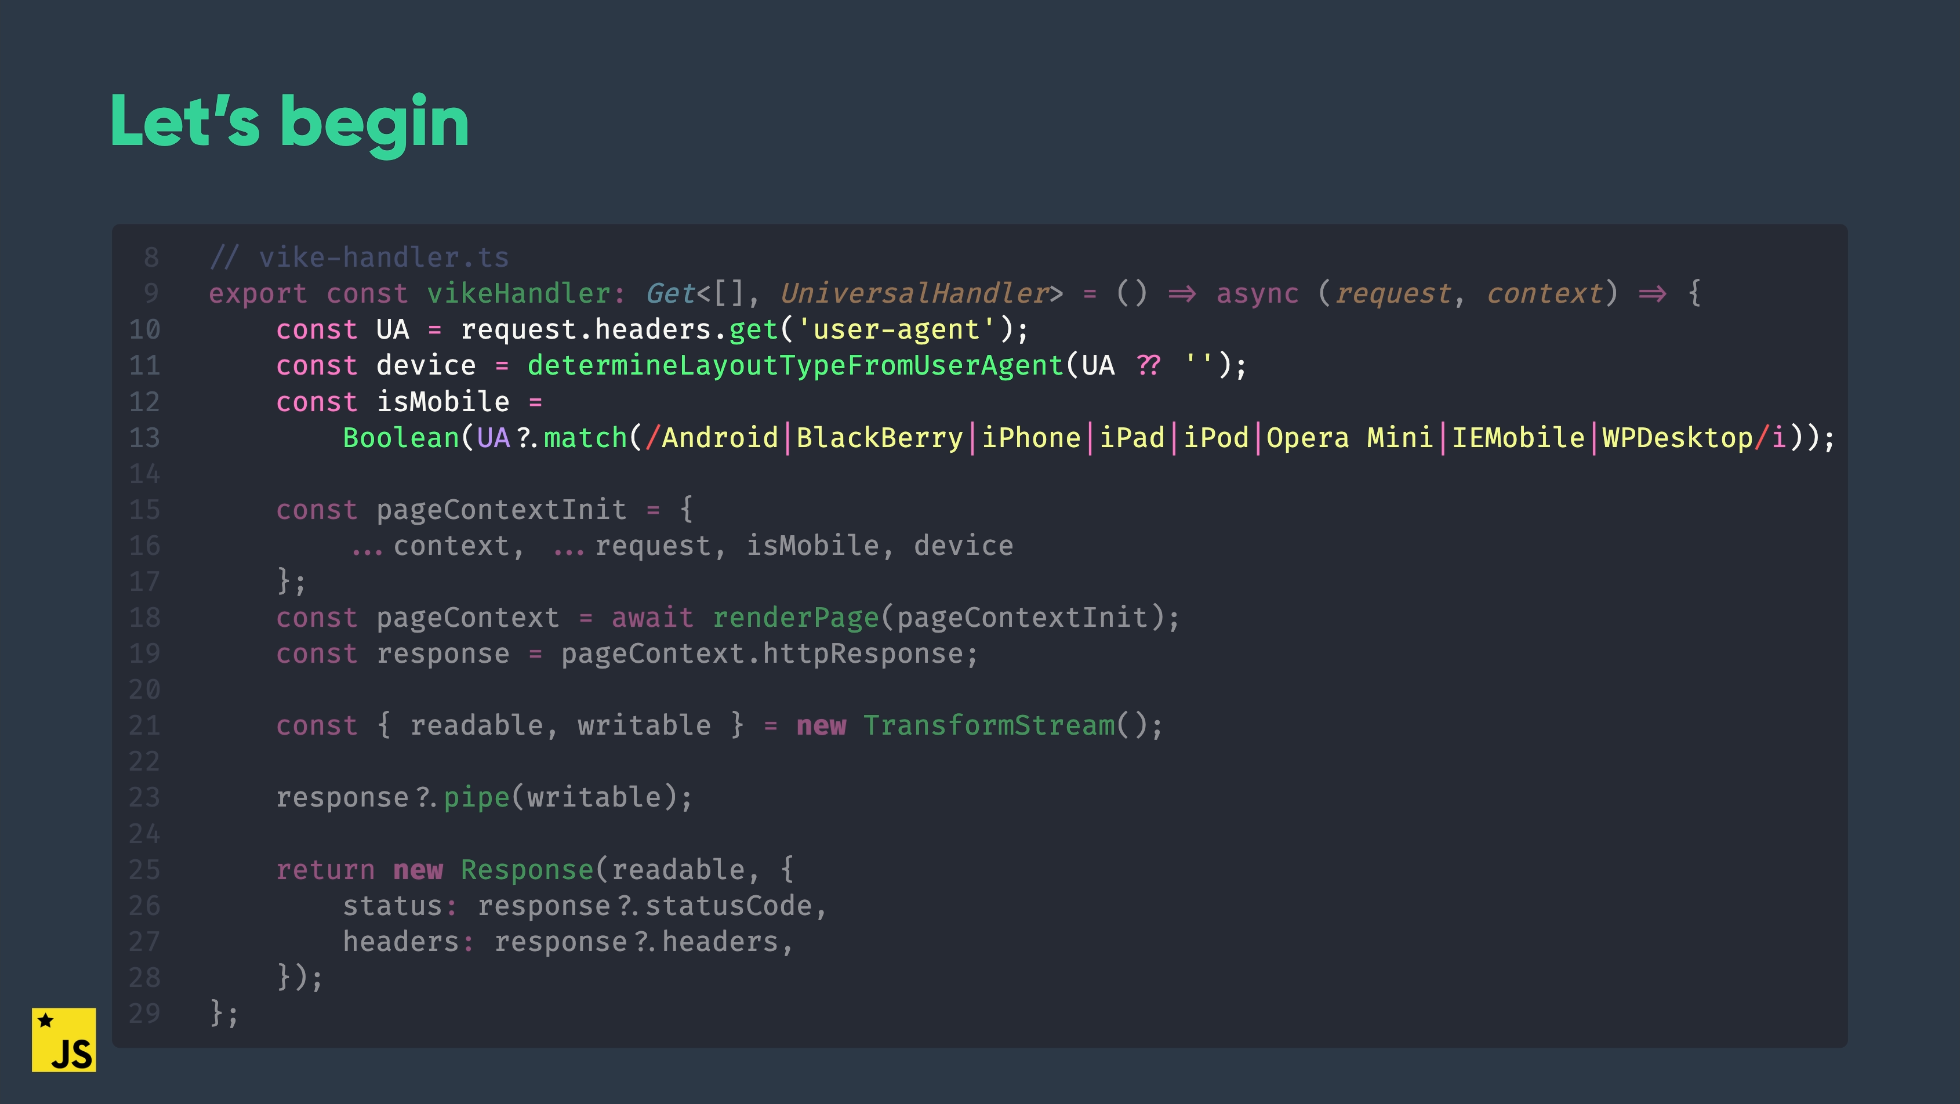 Let’s begin
8 // vike-handler.ts
9 export const vikeHandler: Get<[], UniversalHandler> = () => async (request, context) => {
10 const UA = request.headers.get('user-agent');
11 const device = determineLayoutTypeFromUserAgent(UA ?? '');
12 const isMobile =
13 Boolean(UA?.match(/Android|BlackBerry|iPhone|iPad|iPod|Opera Mini|IEMobile|WPDesktop/i));
14
15 const pageContextInit = {
16 ...context, ...request, isMobile, device
17 };
18 const pageContext = await renderPage(pageContextInit);
19 const response = pageContext.httpResponse;
20
21 const { readable, writable } = new TransformStream();
22
23 response?.pipe(writable);
24
25 return new Response(readable, {
26 status: response?.statusCode,
27 headers: response?.headers,
28 });
29 };
JS